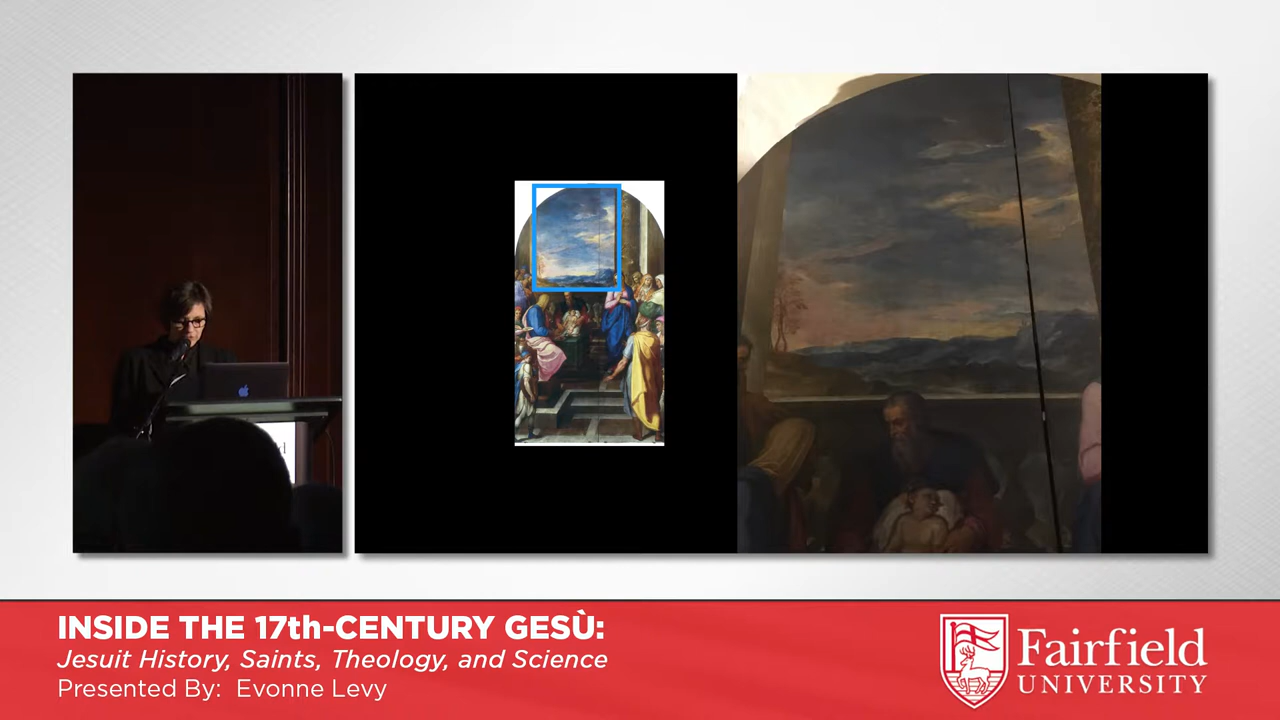 INSIDE THE 17th-CENTURY GESÙ:
Jesuit History, Saints, Theology, and Science
Presented By: Evonne Levy
Fairfield
UNIVERSITY